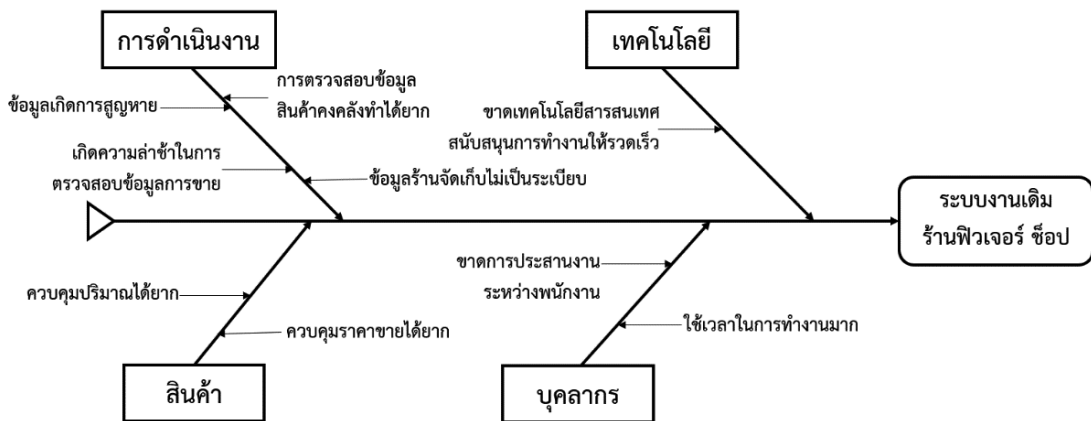 การดำเนินงาน
เทคโนโลยี
การตรวจสอบข้อมูล
สินค้าคงคลังทำได้ยาก
ข้อมูลเกิดการสูญหาย
ขาดเทคโนโลยีสารสนเทศ
สนับสนุนการทำงานให้รวดเร็ว
เกิดความล่าช้าในการ
ตรวจสอบข้อมูลการขาย
ข้อมูลร้านจัดเก็บไม่เป็นระเบียบ
ระบบงานเดิม
ร้านฟิวเจอร์ ช็อป
ขาดการประสานงาน
ระหว่างพนักงาน
ควบคุมปริมาณได้ยาก
ควบคุมราคาขายได้ยาก
ใช้เวลาในการทำงานมาก
สินค้า
บุคลากร